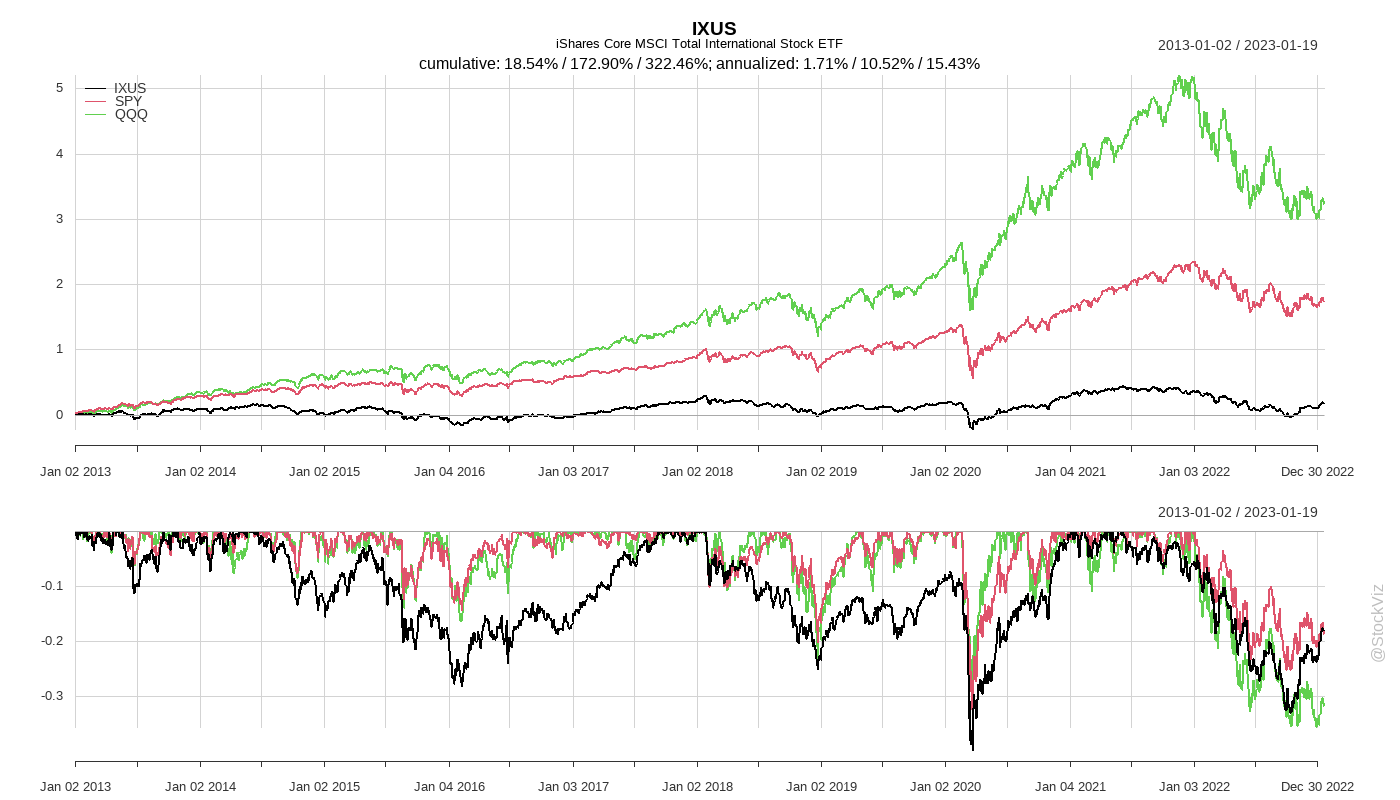 IXUS
iShares Core MSCI Total International Stock ETF
2013-01-02 / 2023-01-19
cumulative: 18.54% / 172.90% / 322.46%; annualized: 1.71% / 10.52% / 15.43%
IXUS
SPY
QQQ
5
4
3
2
1
0
Jan 02 2013 Jan 02 2014 Jan 02 2015 Jan 04 2016 Jan 03 2017 Jan 02 2018 Jan 02 2019 Jan 02 2020 Jan 04 2021 Jan 03 2022 Dec 30 2022
2013-01-02 / 2023-01-19
-0.1
-0.2
-0.3
Jan 02 2013 Jan 02 2014 Jan 02 2015 Jan 04 2016 Jan 03 2017 Jan 02 2018 Jan 02 2019 Jan 02 2020 Jan 04 2021 Jan 03 2022 Dec 30 2022
@StockViz